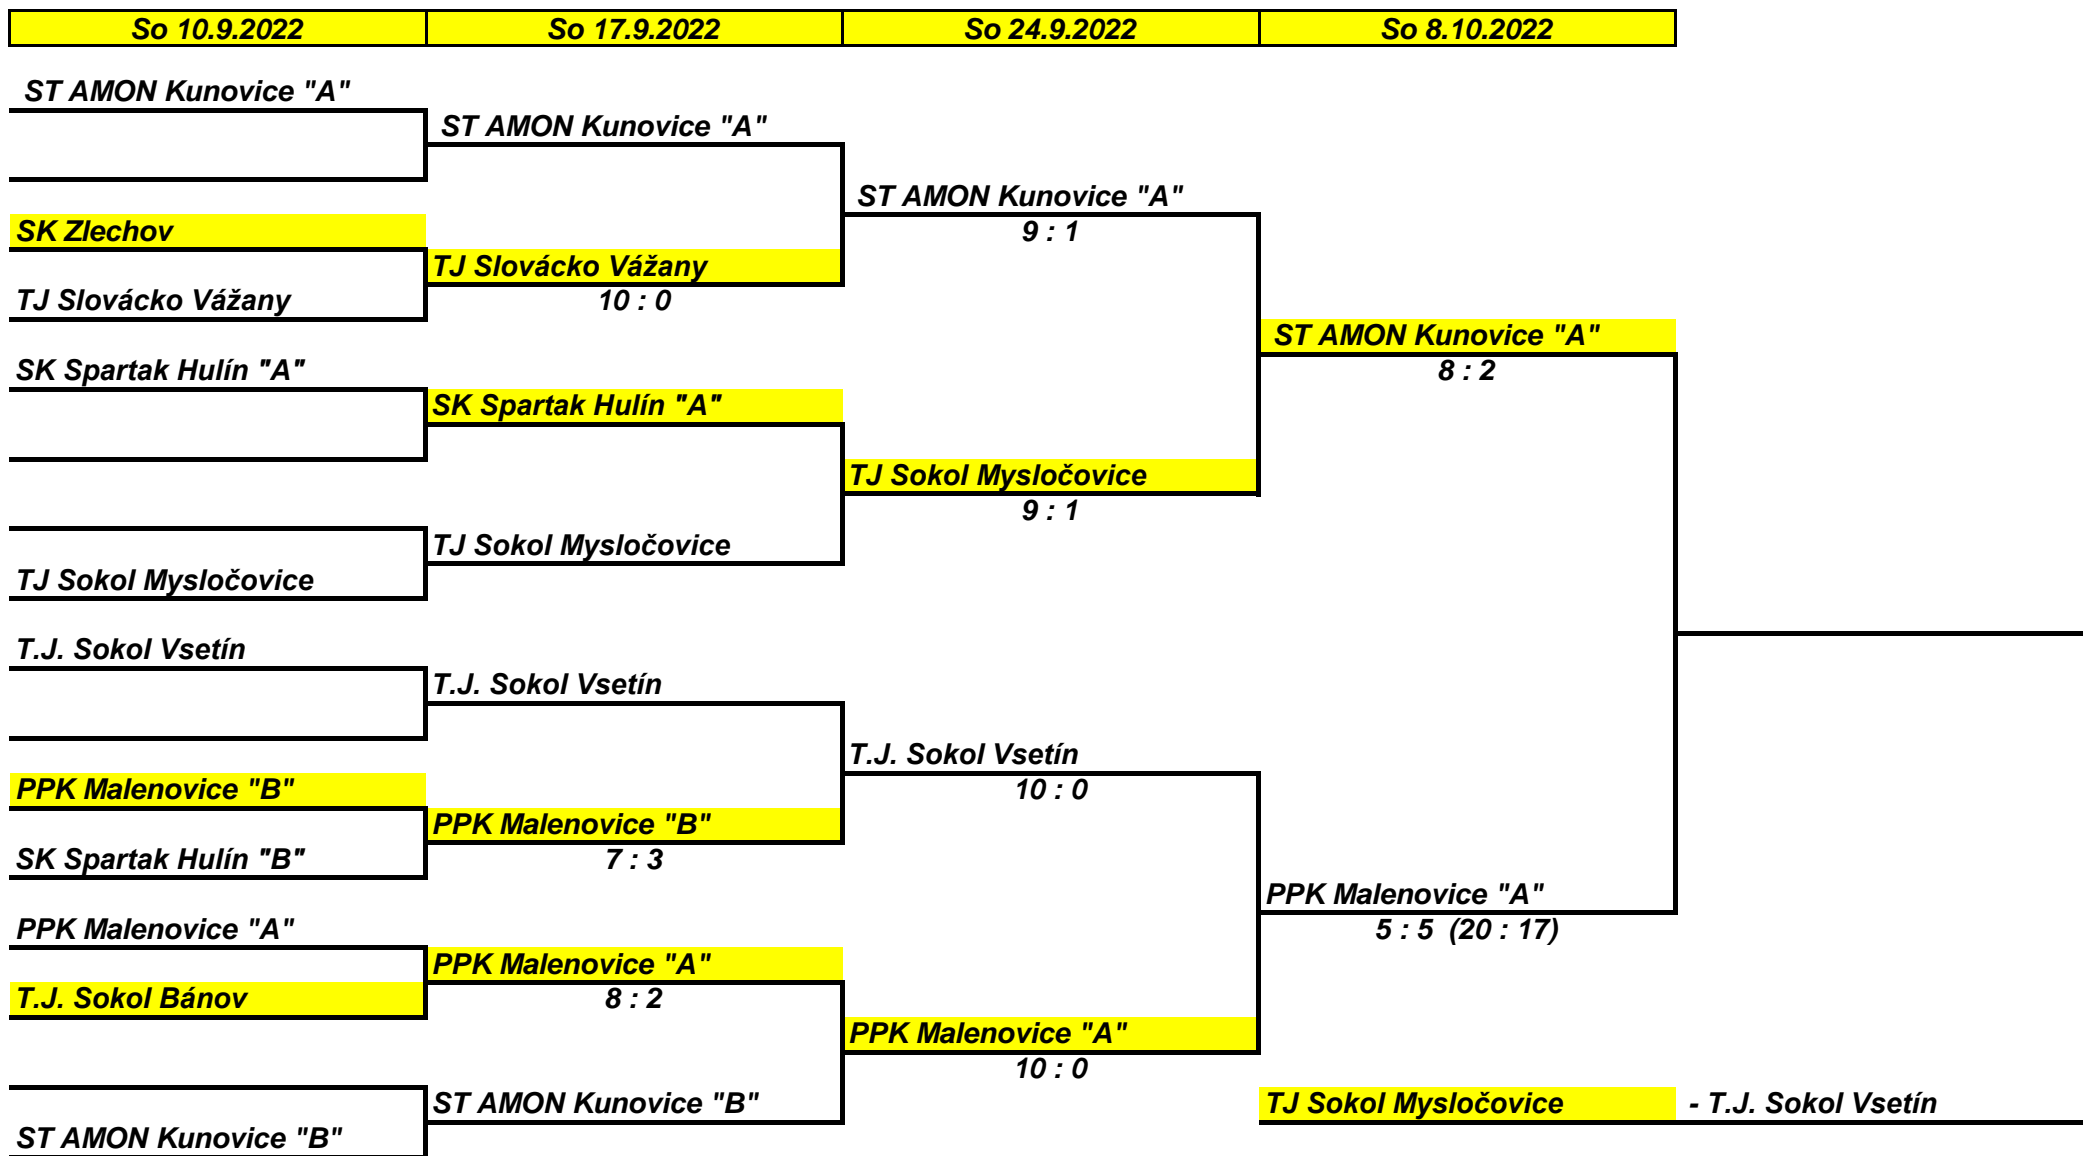 So 10.9.2022 So 17.9.2022 So 24.9.2022 So 8.10.2022
ST AMON Kunovice "A"
ST AMON Kunovice "A"
ST AMON Kunovice "A"
SK Zlechov 9 : 1
TJ Slovácko Vážany
TJ Slovácko Vážany 10 : 0
ST AMON Kunovice "A"
SK Spartak Hulín "A" 8 : 2
SK Spartak Hulín "A"
TJ Sokol Mysločovice
9 : 1
TJ Sokol Mysločovice
TJ Sokol Mysločovice
T.J. Sokol Vsetín
T.J. Sokol Vsetín
T.J. Sokol Vsetín
PPK Malenovice "B" 10 : 0
PPK Malenovice "B"
SK Spartak Hulín "B" 7 : 3
PPK Malenovice "A"
PPK Malenovice "A" 5 : 5 (20 : 17)
PPK Malenovice "A"
T.J. Sokol Bánov 8 : 2
PPK Malenovice "A"
10 : 0
ST AMON Kunovice "B" TJ Sokol Mysločovice - T.J. Sokol Vsetín
ST AMON Kunovice "B"